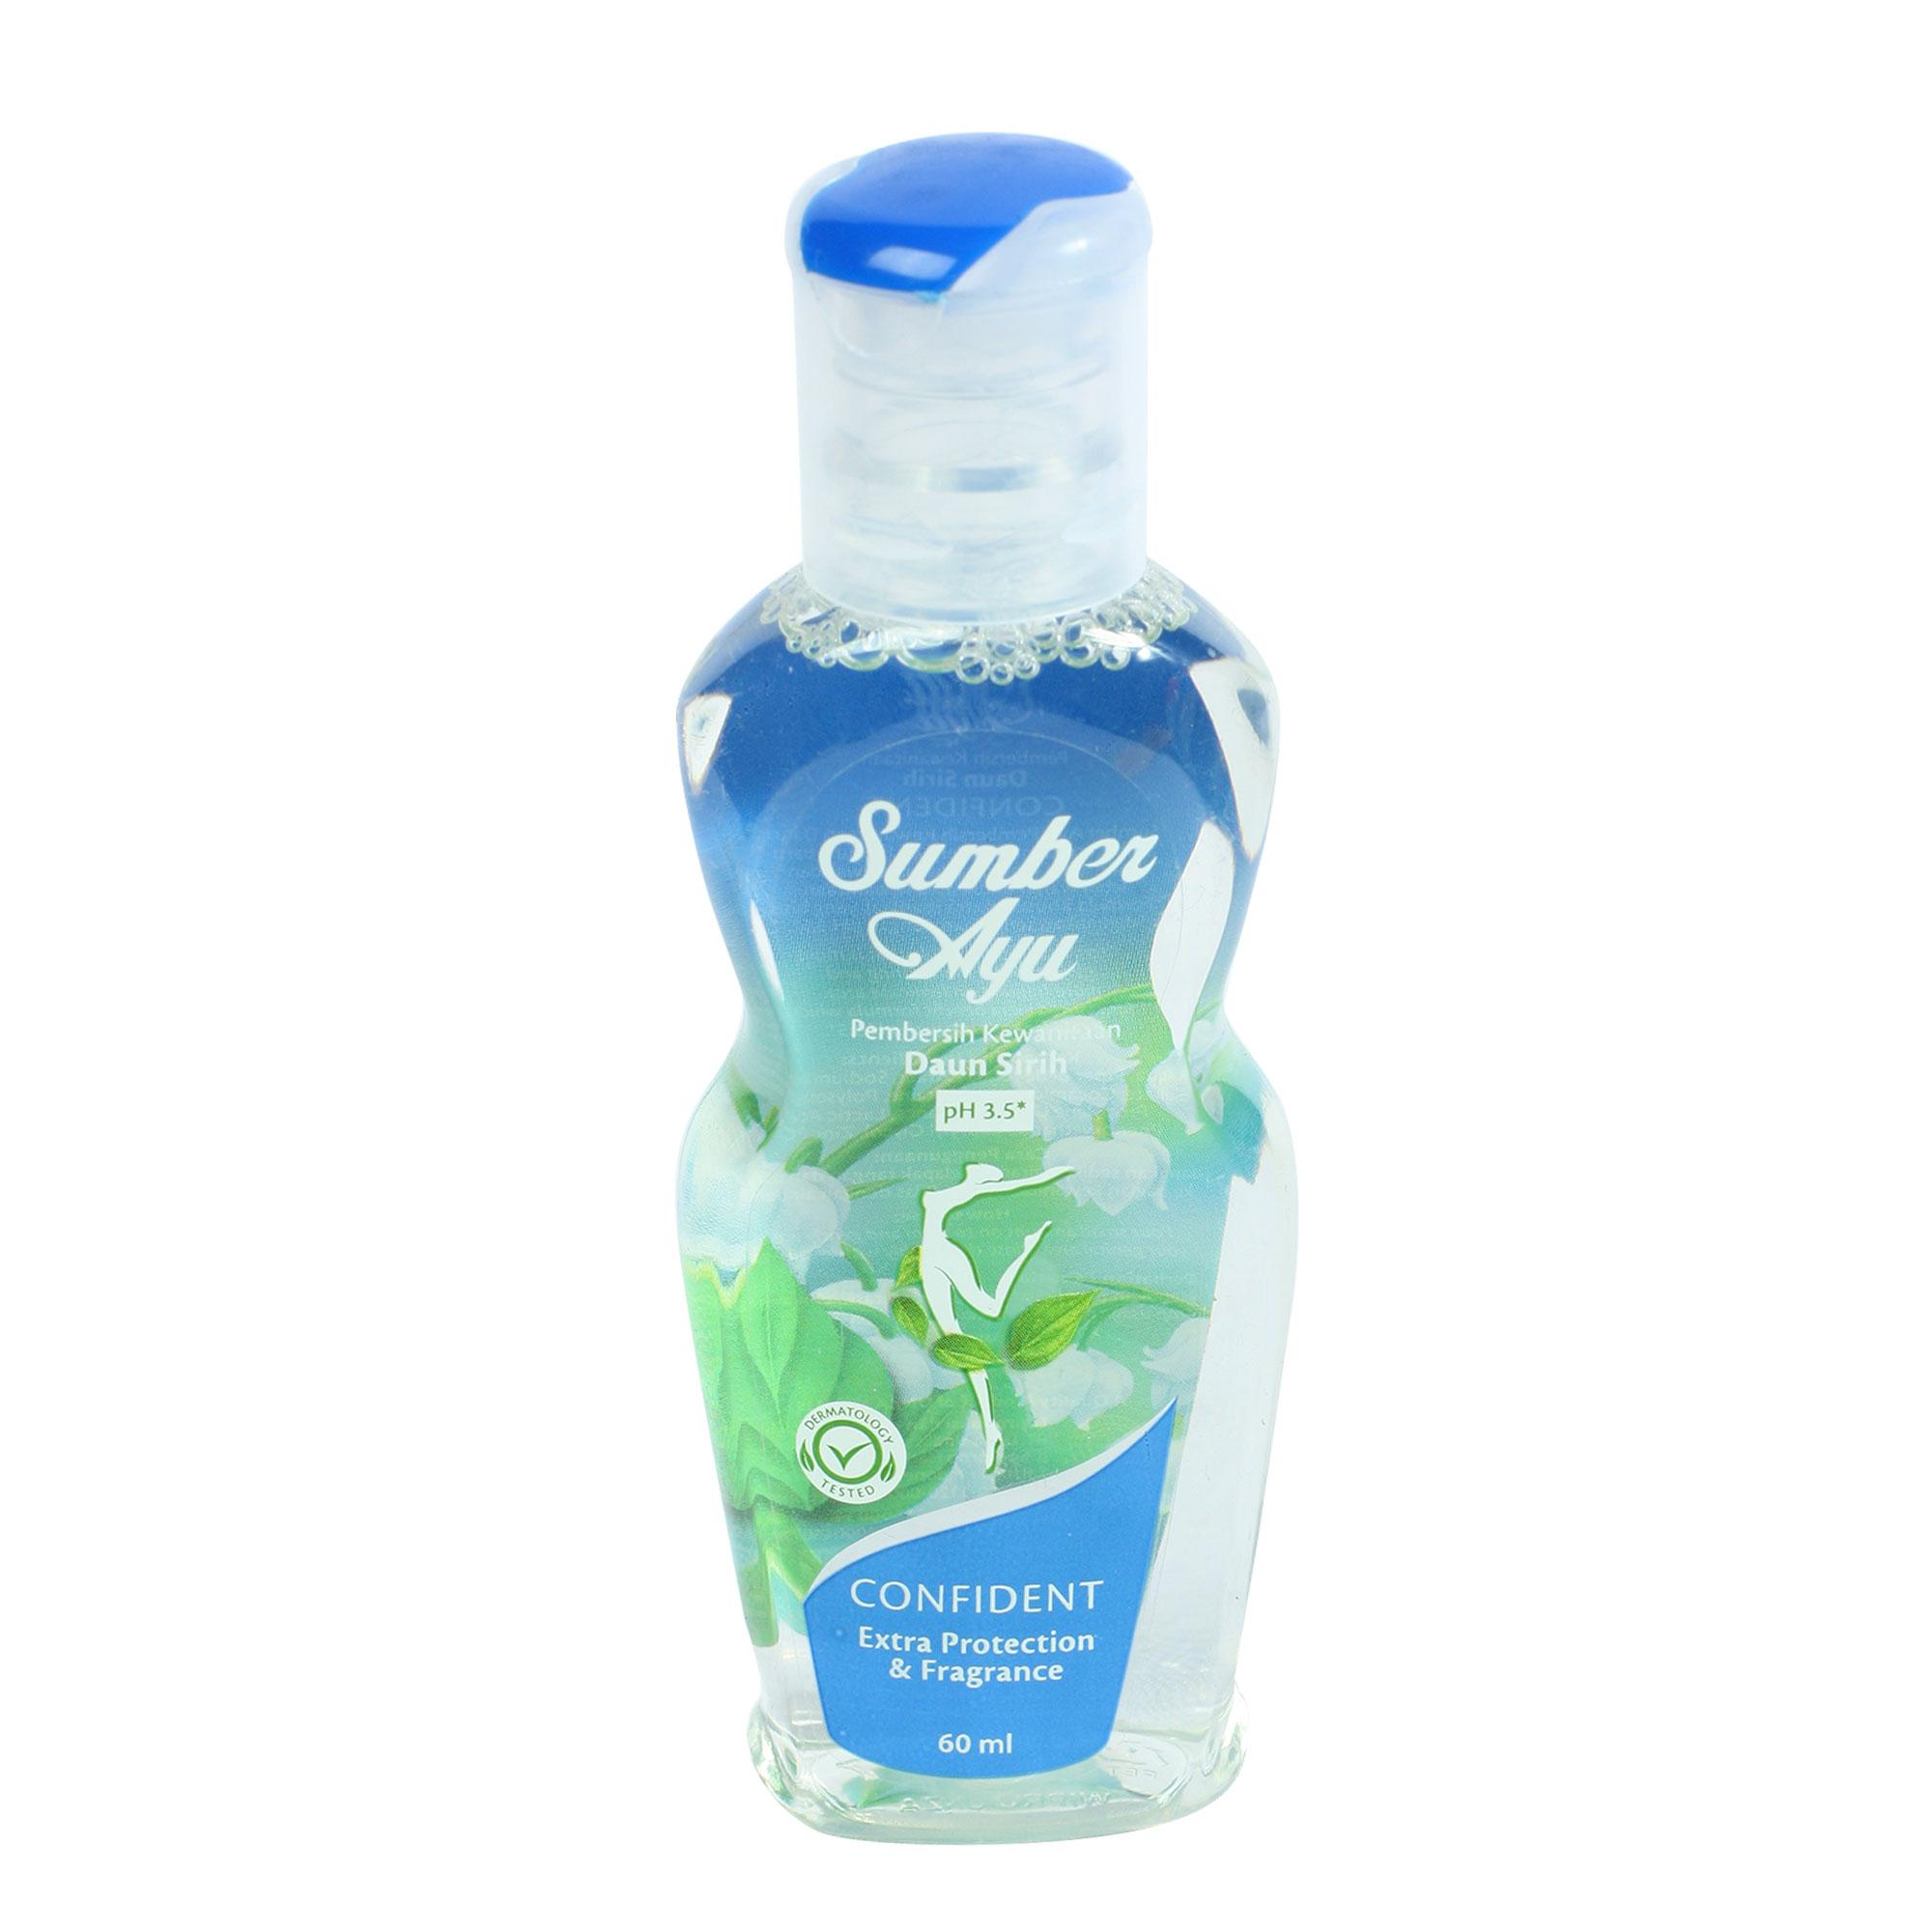 Sumber
Ayu
Pembersih Kewanitaan
Daun Sirih
pH 3.5*
DERMATOLOGY
TESTED
CONFIDENT
Extra Protection
& Fragrance
60 ml